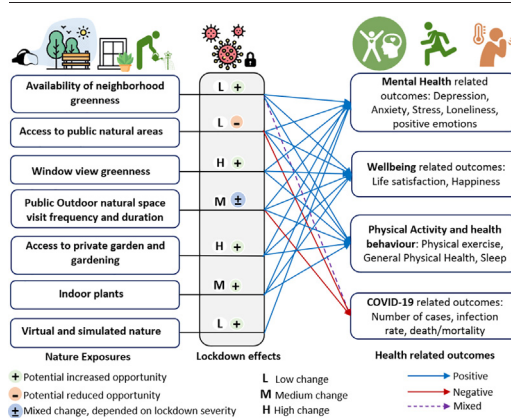 Availability of neighborhood
greenness
L +
Access to public natural areas
L -
Window view greenness
H +
Public Outdoor natural space
visit frequency and duration
M ±
Access to private garden and
gardening
H +
Indoor plants
M +
Virtual and simulated nature
L +
Mental Health related
outcomes: Depression,
Anxiety, Stress, Loneliness,
positive emotions
Wellbeing related outcomes:
Life satisfaction, Happiness
Physical Activity and health
behaviour: Physical exercise,
General Physical Health, Sleep
COVID-19 related outcomes:
Number of cases, infection
rate, death/mortality
Nature Exposures
Lockdown effects
Health related outcomes
+ Potential increased opportunity
- Potential reduced opportunity
± Mixed change, depended on lockdown severity
L Low change
M Medium change
H High change
Positive
Negative
Mixed